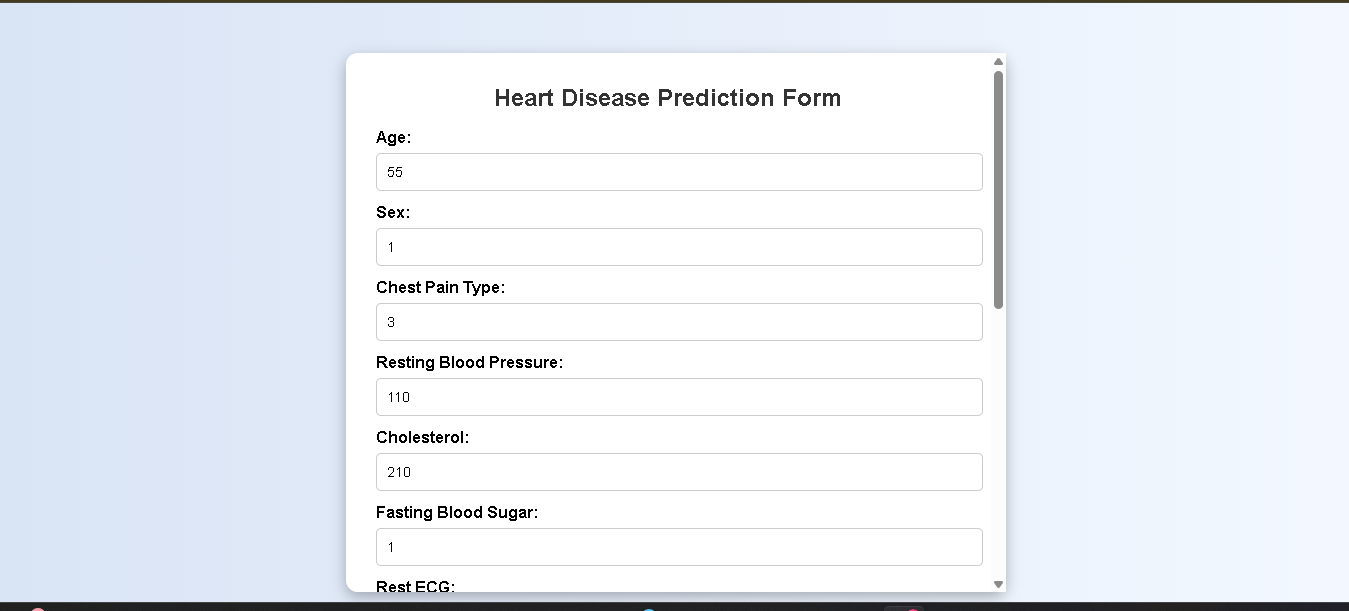 Heart Disease Prediction Form
Age:
55
Sex:
1
Chest Pain Type:
3
Resting Blood Pressure:
110
Cholesterol:
210
Fasting Blood Sugar:
1
Rest ECG: